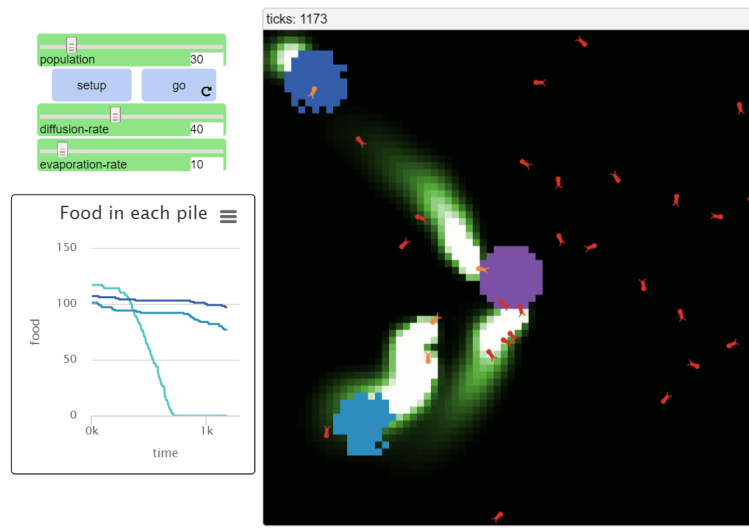 ticks: 1173
population 30
setup go
diffusion-rate 40
evaporation-rate 10
Food in each pile
150
100
50
0
food
0k 1k
time